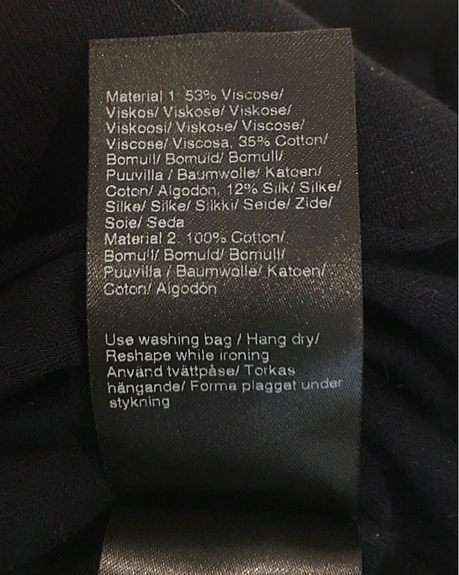 Material 1: 53% Viscose/
Viskos/ Viskose/ Viskose/
Viskoosi/ Viskose/ Viscose/
Viscose/ Viscosa, 35% Cotton/
Bomull/ Bomuld/ Bomull/
Puuvilla / Baumwolle/ Katoen/
Coton/ Algodón, 12% Silk/ Silke/
Silke/ Silke/ Silkki/ Seide/ Zide/
Soie/ Seda
Material 2: 100% Cotton/
Bomull/ Bomuld/ Bomull/
Puuvilla / Baumwolle/ Katoen/
Coton/ Algodón
Use washing bag / Hang dry/
Reshape while ironing
Använd tvättpåse/ Torkas
hängande/ Forma plagget under
strykning